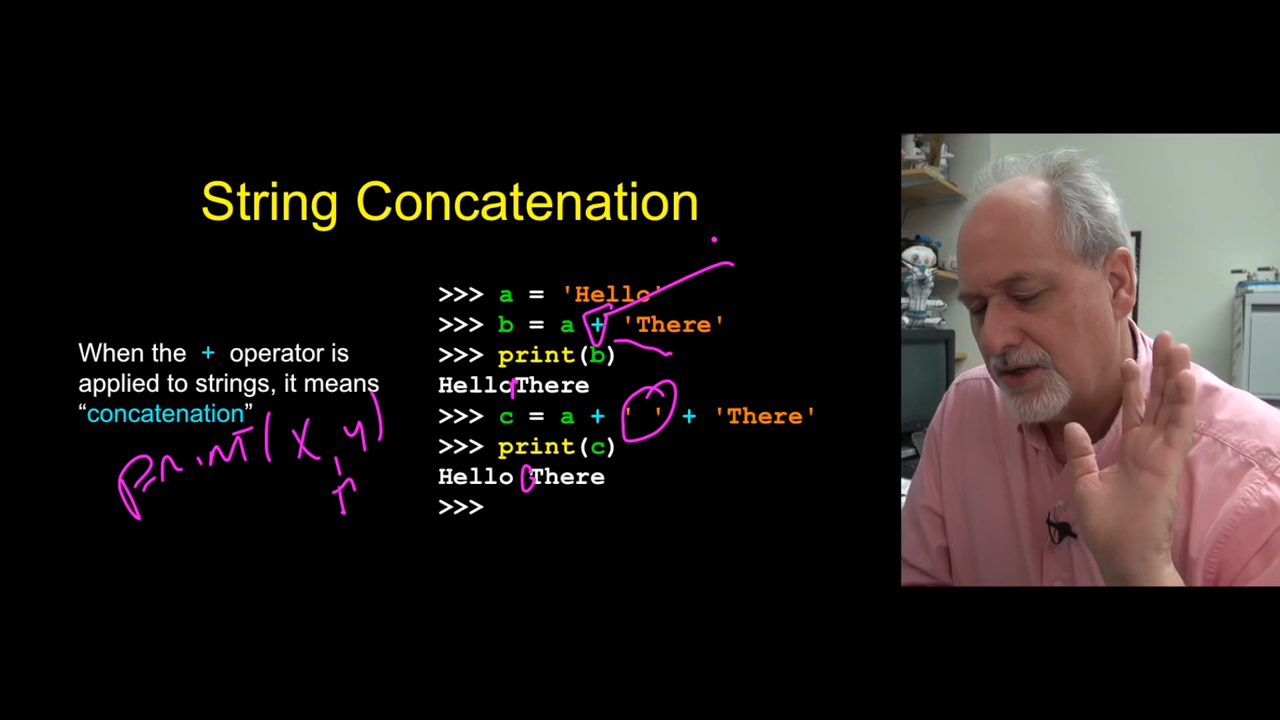 String Concatenation
When the + operator is
applied to strings, it means
“concatenation”
print(x, y)
>>> a = 'Hello'
>>> b = a + 'There'
>>> print(b)
HelloThere
>>> c = a + ' ' + 'There'
>>> print(c)
Hello There
>>>